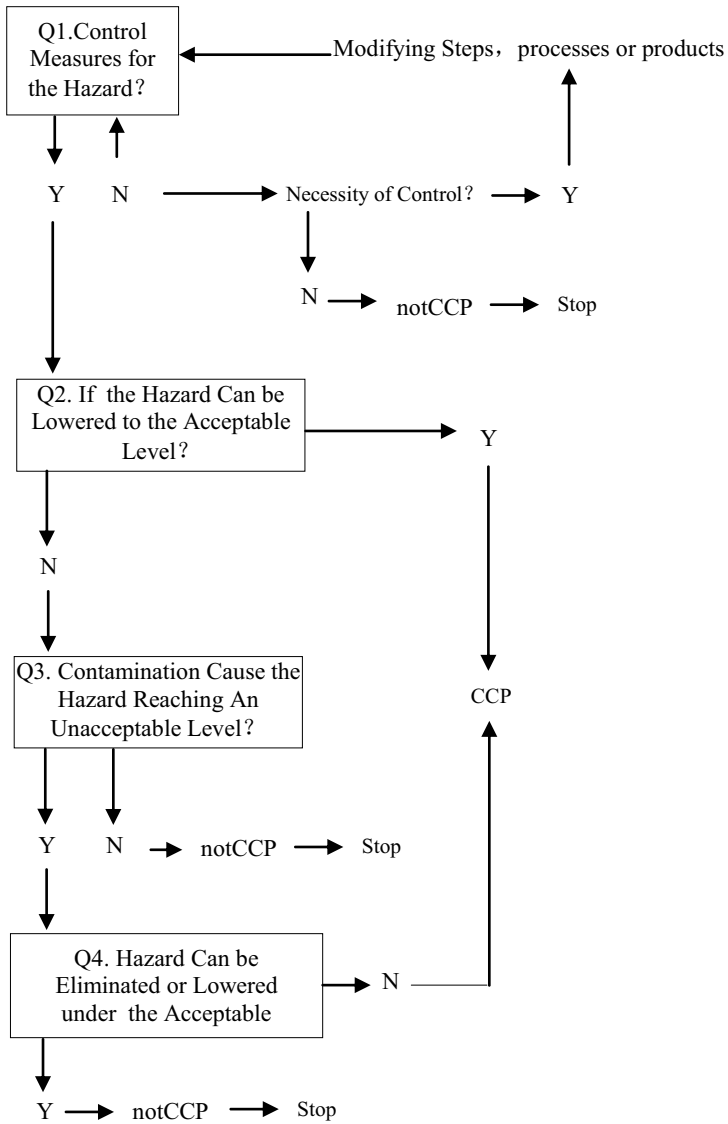 Q1.Control
Measures for
the Hazard？
Modifying Steps，processes or products
Y
N
Necessity of Control？
Y
N
notCCP
Stop
Q2. If the Hazard Can be
Lowered to the Acceptable
Level？
Y
N
Q3. Contamination Cause the
Hazard Reaching An
Unacceptable Level？
CCP
Y
N
notCCP
Stop
Q4. Hazard Can be
Eliminated or Lowered
under the Acceptable
N
Y
notCCP
Stop